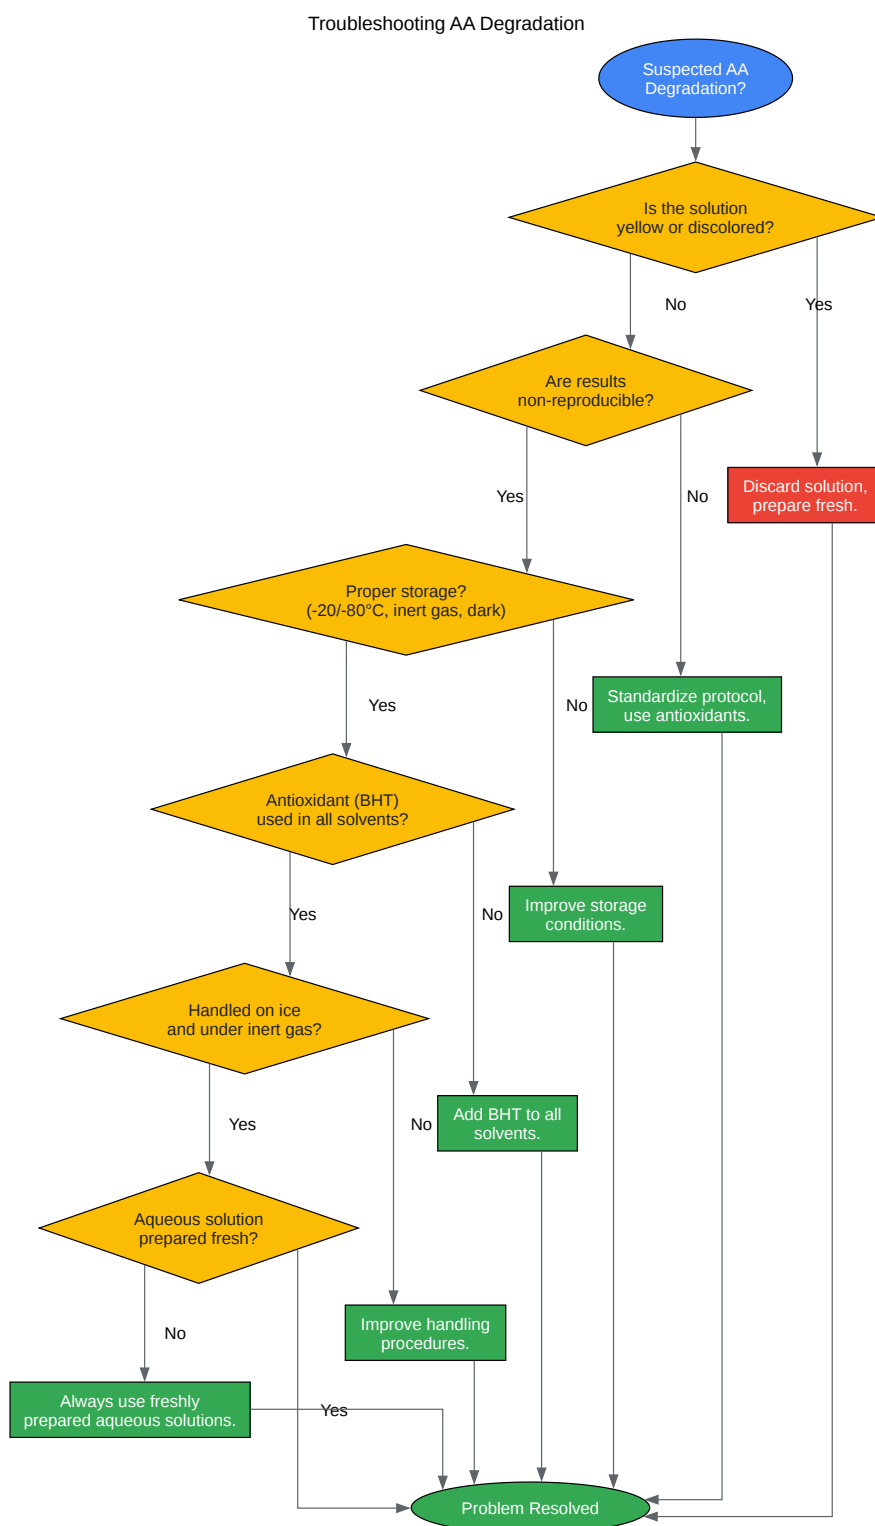 Troubleshooting AA Degradation
Suspected AA
Degradation?
Is the solution
yellow or discolored?
No
Yes
Are results
non-reproducible?
Yes
No
Discard solution,
prepare fresh.
Proper storage?
(-20/-80°C, inert gas, dark)
Yes
No
Standardize protocol,
use antioxidants.
Antioxidant (BHT)
used in all solvents?
Yes
No
Improve storage
conditions.
Handled on ice
and under inert gas?
Yes
No
Add BHT to all
solvents.
Aqueous solution
prepared fresh?
No
Improve handling
procedures.
Always use freshly
prepared aqueous solutions.
Yes
Problem Resolved